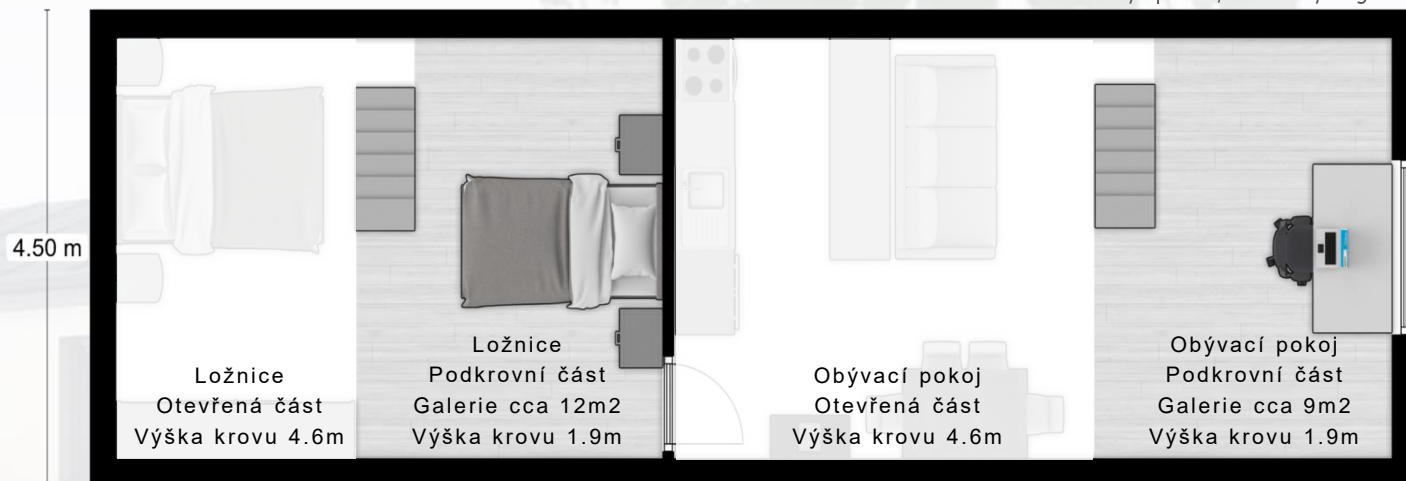 4.50 m
Ložnice
Otevřená část
Výška krovu 4.6m
Ložnice
Podkrovní část
Galerie cca 12m2
Výška krovu 1.9m
Obývací pokoj
Otevřená část
Výška krovu 4.6m
Obývací pokoj
Podkrovní část
Galerie cca 9m2
Výška krovu 1.9m